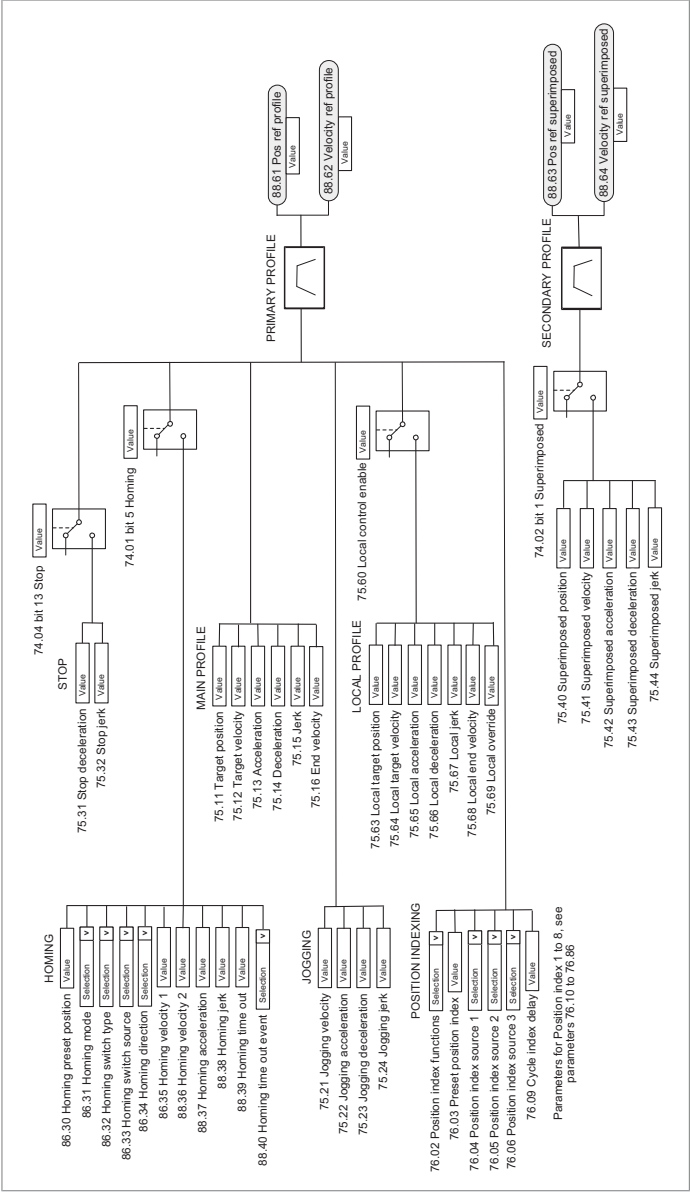 HOMING
86.30 Homing preset position Value
86.31 Homing mode Selection v
86.32 Homing switch type Selection v
86.33 Homing switch source Selection v
86.34 Homing direction Selection v
86.35 Homing velocity 1 Value
88.36 Homing velocity 2 Value
88.37 Homing acceleration Value
88.38 Homing jerk Value
88.39 Homing time out Value
88.40 Homing time out event Selection v
JOGGING
75.21 Jogging velocity Value
75.22 Jogging acceleration Value
75.23 Jogging deceleration Value
75.24 Jogging jerk Value
POSITION INDEXING
76.02 Position index functions Selection v
76.03 Preset position index Value
76.04 Position index source 1 Selection v
76.05 Position index source 2 Selection v
76.06 Position index source 3 Selection v
76.09 Cycle index delay Value
Parameters for Position index 1 to 8, see
parameters 76.10 to 76.86
STOP
75.31 Stop deceleration Value
75.32 Stop jerk Value
74.04 bit 13 Stop Value
74.01 bit 5 Homing Value
MAIN PROFILE
75.11 Target position Value
75.12 Target velocity Value
75.13 Acceleration Value
75.14 Deceleration Value
75.15 Jerk Value
75.16 End velocity Value
LOCAL PROFILE
75.63 Local target position Value
75.64 Local target velocity Value
75.65 Local acceleration Value
75.66 Local deceleration Value
75.67 Local jerk Value
75.68 Local end velocity Value
75.69 Local override Value
75.60 Local control enable Value
75.40 Superimposed position Value
75.41 Superimposed velocity Value
75.42 Superimposed acceleration Value
75.43 Superimposed deceleration Value
75.44 Superimposed jerk Value
74.02 bit 1 Superimposed Value
PRIMARY PROFILE
88.61 Pos ref profile
Value
88.62 Velocity ref profile
Value
SECONDARY PROFILE
88.63 Pos ref superimposed
Value
88.64 Velocity ref superimposed
Value